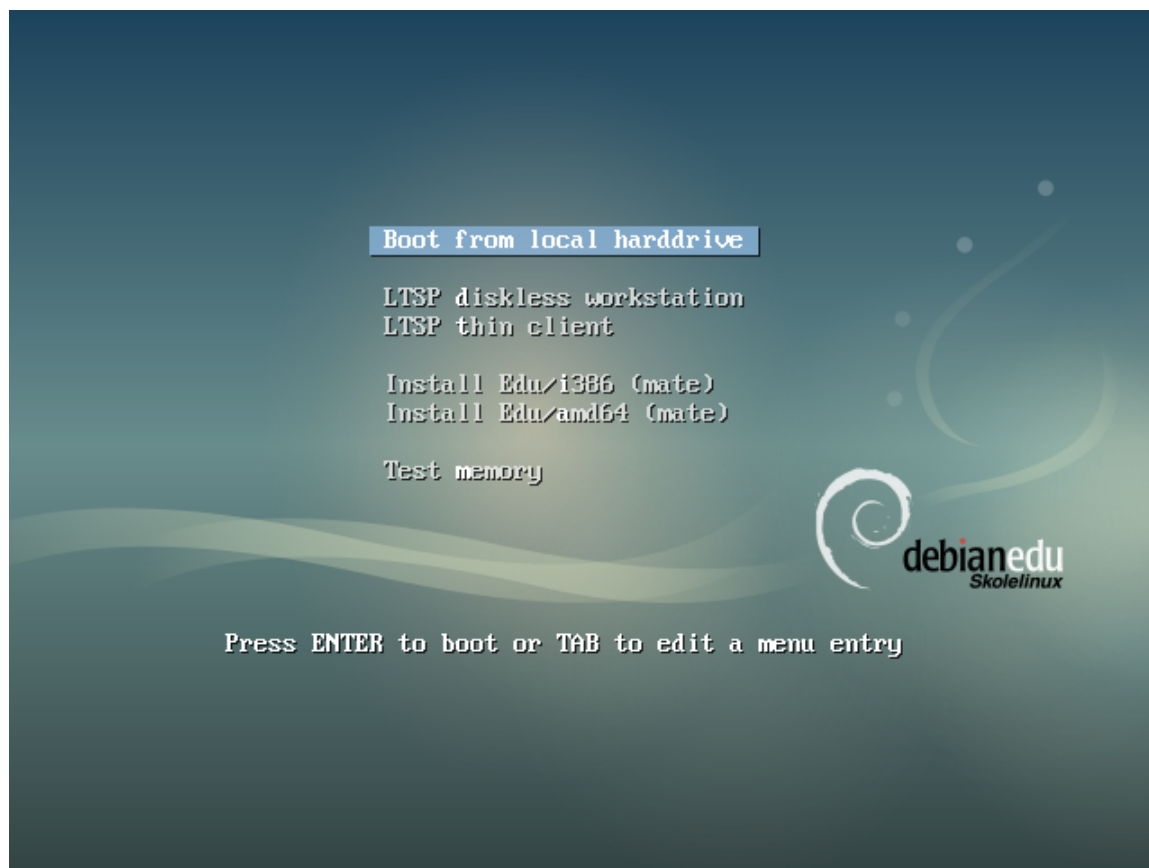 Boot from local harddrive
LTSP diskless workstation
LTSP thin client
Install Edu/i386 (mate)
Install Edu/amd64 (mate)
Test memory
debianedu
Skolelinux
Press ENTER to boot or TAB to edit a menu entry